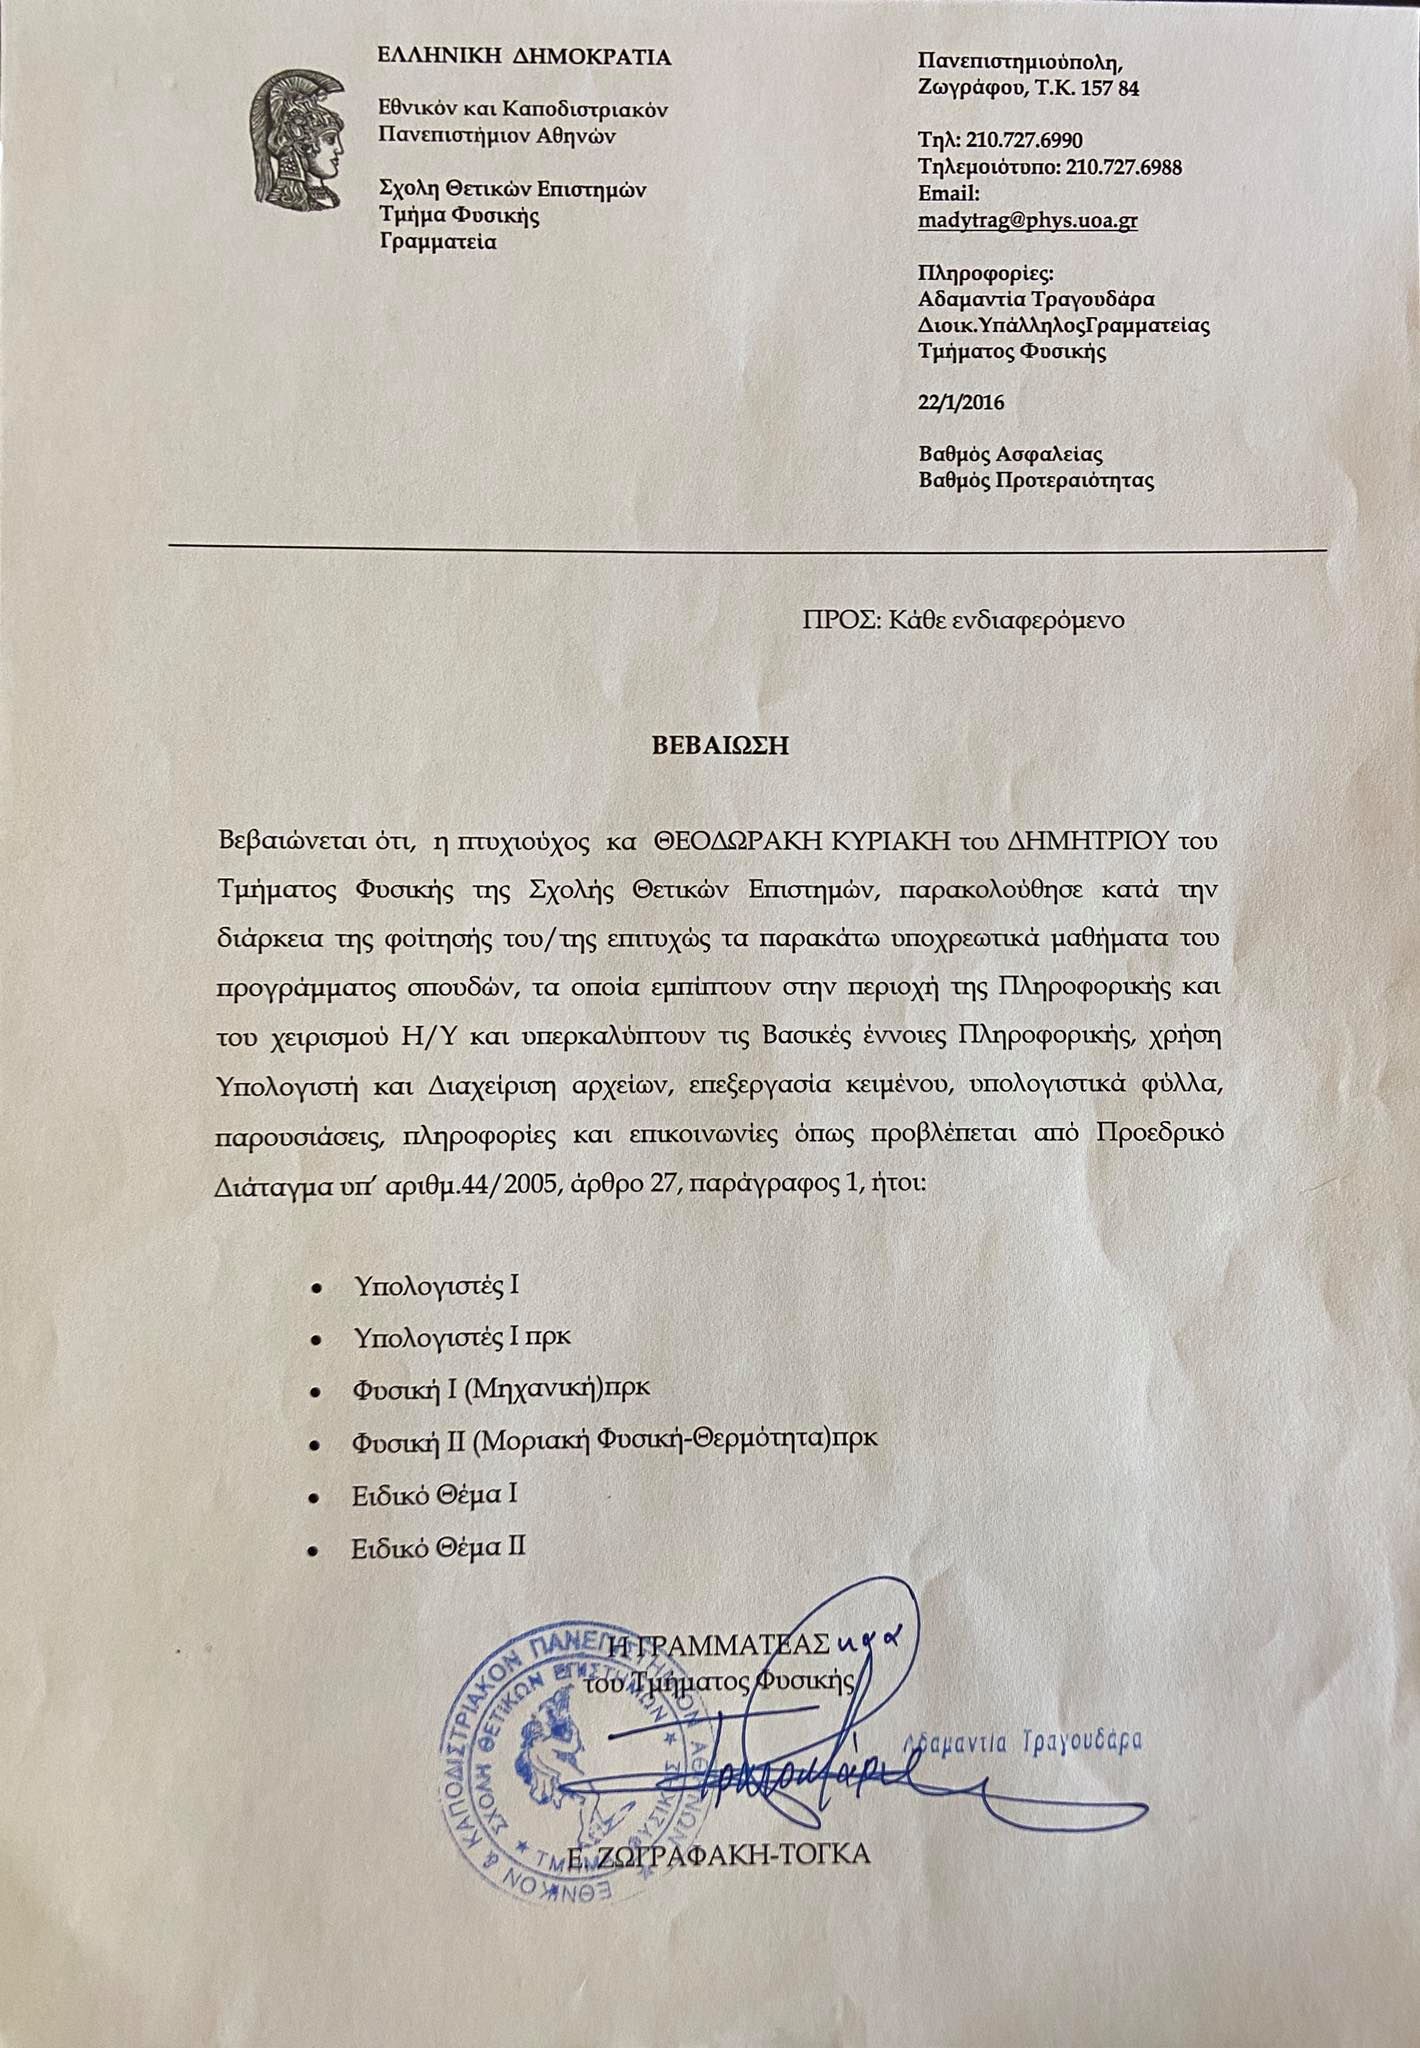 ΕΛΛΗΝΙΚΗ ΔΗΜΟΚΡΑΤΙΑ
Εθνικόν και Καποδιστριακόν
Πανεπιστήμιον Αθηνών
Σχολη Θετικών Επιστημών
Τμήμα Φυσικής
Γραμματεία
Πανεπιστημιούπολη,
Ζωγράφου, Τ.Κ. 157 84
Τηλ: 210.727.6990
Τηλεμοιότυπο: 210.727.6988
Email:
madytrag@phys.uoa.gr
Πληροφορίες:
Αδαμαντία Τραγουδάρα
Διοικ.ΥπάλληλοςΓραμματείας
Τμήματος Φυσικής
22/1/2016
Βαθμός Ασφαλείας
Βαθμός Προτεραιότητας
ΠΡΟΣ: Κάθε ενδιαφερόμενο
ΒΕΒΑΙΩΣΗ
Βεβαιώνεται ότι, η πτυχιούχος κα ΘΕΟΔΩΡΑΚΗ ΚΥΡΙΑΚΗ του ΔΗΜΗΤΡΙΟΥ του
Τμήματος Φυσικής της Σχολής Θετικών Επιστημών, παρακολούθησε κατά την
διάρκεια της φοίτησής του/της επιτυχώς τα παρακάτω υποχρεωτικά μαθήματα του
προγράμματος σπουδών, τα οποία εμπίπτουν στην περιοχή της Πληροφορικής και
του χειρισμού Η/Υ και υπερκαλύπτουν τις Βασικές έννοιες Πληροφορικής, χρήση
Υπολογιστή και Διαχείριση αρχείων, επεξεργασία κειμένου, υπολογιστικά φύλλα,
παρουσιάσεις, πληροφορίες και επικοινωνίες όπως προβλέπεται από Προεδρικό
Διάταγμα υπ’ αριθμ.44/2005, άρθρο 27, παράγραφος 1, ήτοι:
• Υπολογιστές Ι
• Υπολογιστές Ι πρκ
• Φυσική Ι (Μηχανική)πρκ
• Φυσική ΙΙ (Μοριακή Φυσική-Θερμότητα)πρκ
• Ειδικό Θέμα Ι
• Ειδικό Θέμα ΙΙ
Η ΓΡΑΜΜΑΤΕΑΣ
του Τμήματος Φυσικής
Αδαμαντία Τραγουδάρα
Ε. ΖΩΓΡΑΦΑΚΗ-ΤΟΓΚΑ
ΕΘΝΙΚΟΝ & ΚΑΠΟΔΙΣΤΡΙΑΚΟΝ ΠΑΝΕΠΙΣΤΗΜΙΟΝ ΑΘΗΝΩΝ
ΣΧΟΛΗ ΘΕΤΙΚΩΝ ΕΠΙΣΤΗΜΩΝ
ΤΜΗΜΑ ΦΥΣΙΚΗΣ